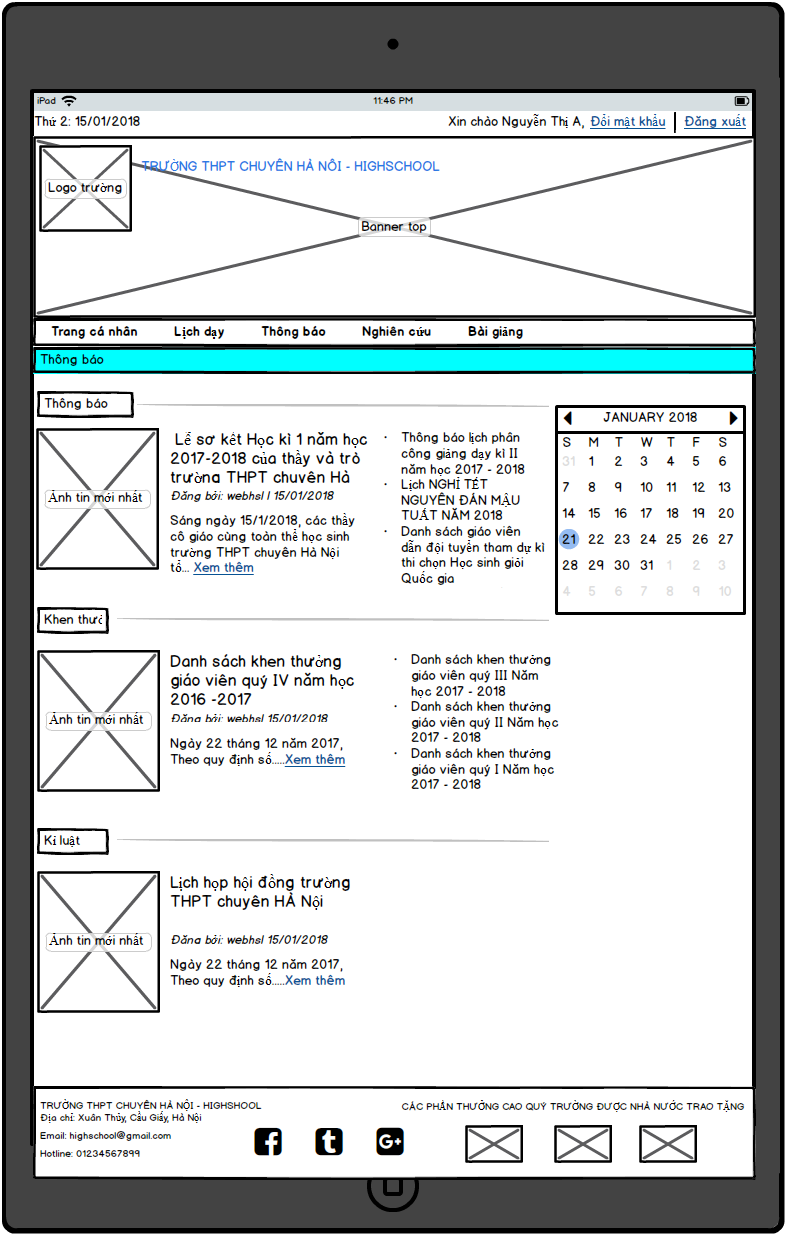 iPad 11:46 PM
Thứ 2: 15/01/2018 Xin chào Nguyễn Thị A, Đổi mật khẩu Đăng xuất
TRƯỜNG THPT CHUYÊN HÀ NỘI - HIGHSCHOOL
Logo trường
Banner top
Trang cá nhân Lịch dạy Thông báo Nghiên cứu Bài giảng
Thông báo
Thông báo
Ảnh tin mới nhất
Lễ sơ kết Học kì 1 năm học
2017-2018 của thầy và trò
trường THPT chuyên Hà
Đăng bởi: webhsl | 15/01/2018
Sáng ngày 15/1/2018, các thầy
cô giáo cùng toàn thể học sinh
trường THPT chuyên Hà Nội
tổ... Xem thêm
• Thông báo lịch phân
công giảng dạy kì II
năm học 2017 - 2018
• Lịch NGHỈ TẾT
NGUYÊN ĐÁN MẬU
TUẤT NĂM 2018
• Danh sách giáo viên
dẫn đội tuyển tham dự kì
thi chọn Học sinh giỏi
Quốc gia
JANUARY 2018
S M T W T F S
31 1 2 3 4 5 6
7 8 9 10 11 12 13
14 15 16 17 18 19 20
21 22 23 24 25 26 27
28 29 30 31 1 2 3
4 5 6 7 8 9 10
Khen thưở
Ảnh tin mới nhất
Danh sách khen thưởng
giáo viên quý IV năm học
2016 -2017
Đăng bởi: webhsl 15/01/2018
Ngày 22 tháng 12 năm 2017,
Theo quy định số.....Xem thêm
• Danh sách khen thưởng
giáo viên quý III Năm
học 2017 - 2018
• Danh sách khen thưởng
giáo viên quý II Năm học
2017 - 2018
• Danh sách khen thưởng
giáo viên quý I Năm học
2017 - 2018
Kỉ luật
Ảnh tin mới nhất
Lịch họp hội đồng trường
THPT chuyên HÀ Nội
Đăng bởi: webhsl 15/01/2018
Ngày 22 tháng 12 năm 2017,
Theo quy định số.....Xem thêm
TRƯỜNG THPT CHUYÊN HÀ NỘI - HIGHSHOOL
Địa chỉ: Xuân Thủy, Cầu Giấy, Hà Nội
Email: highschool@gmail.com
Hotline: 01234567899
CÁC PHẦN THƯỞNG CAO QUÝ TRƯỜNG ĐƯỢC NHÀ NƯỚC TRAO TẶNG